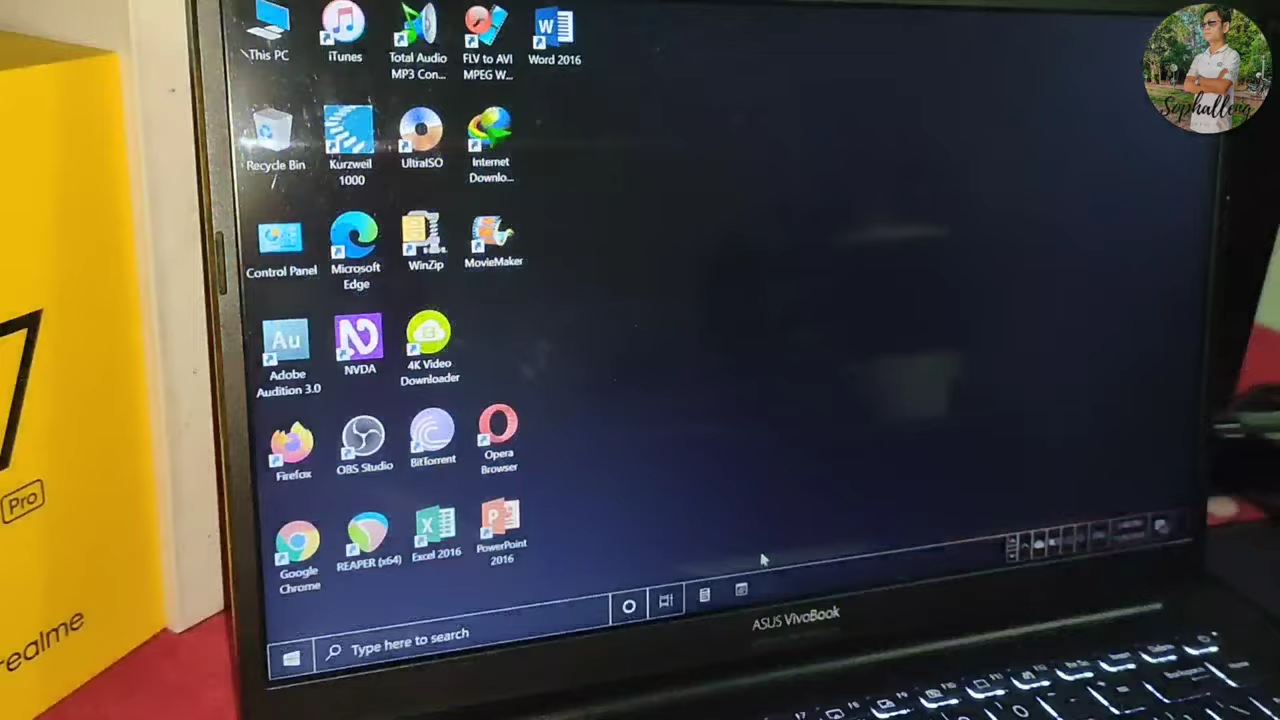 This PC
iTunes
Total Audio
MP3 Con...
FLV to AVI
MPEG W...
Word 2016
Recycle Bin
Kurzweil
1000
UltraISO
Internet
Downlo...
Control Panel
Microsoft
Edge
WinZip
MovieMaker
Au
Adobe
Audition 3.0
NVDA
4K Video
Downloader
Firefox
OBS Studio
BitTorrent
Opera
Browser
Google
Chrome
REAPER (x64)
Excel 2016
PowerPoint
2016
Type here to search
ASUS VivoBook
Pro
realme
Sophalleng